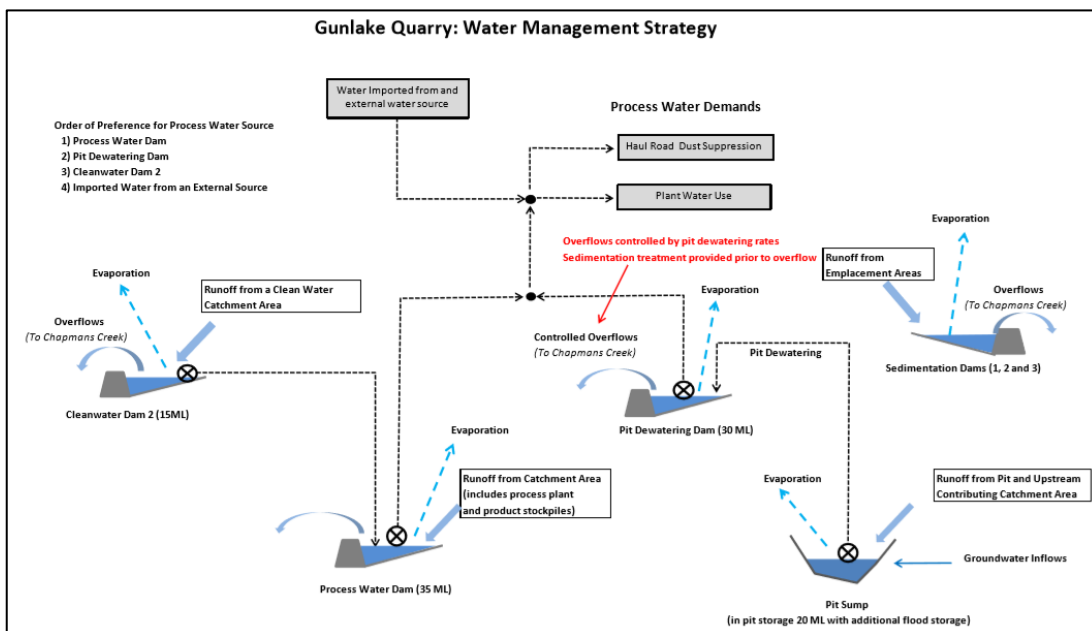 Gunlake Quarry: Water Management Strategy
Water Imported from and
external water source
Process Water Demands
Order of Preference for Process Water Source
1) Process Water Dam
2) Pit Dewatering Dam
3) Cleanwater Dam 2
4) Imported Water from an External Source
Haul Road Dust Suppression
Plant Water Use
Evaporation
Runoff from a Clean Water
Catchment Area
Overflows
(To Chapmans Creek)
Cleanwater Dam 2 (15ML)
Overflows controlled by pit dewatering rates
Sedimentation treatment provided prior to overflow
Evaporation
Controlled Overflows
(To Chapmans Creek)
Pit Dewatering
Pit Dewatering Dam (30 ML)
Evaporation
Runoff from
Emplacement Areas
Overflows
(To Chapmans Creek)
Sedimentation Dams (1, 2 and 3)
Evaporation
Runoff from Catchment Area
(includes process plant
and product stockpiles)
Process Water Dam (35 ML)
Evaporation
Runoff from Pit and Upstream
Contributing Catchment Area
Groundwater Inflows
Pit Sump
(in pit storage 20 ML with additional flood storage)